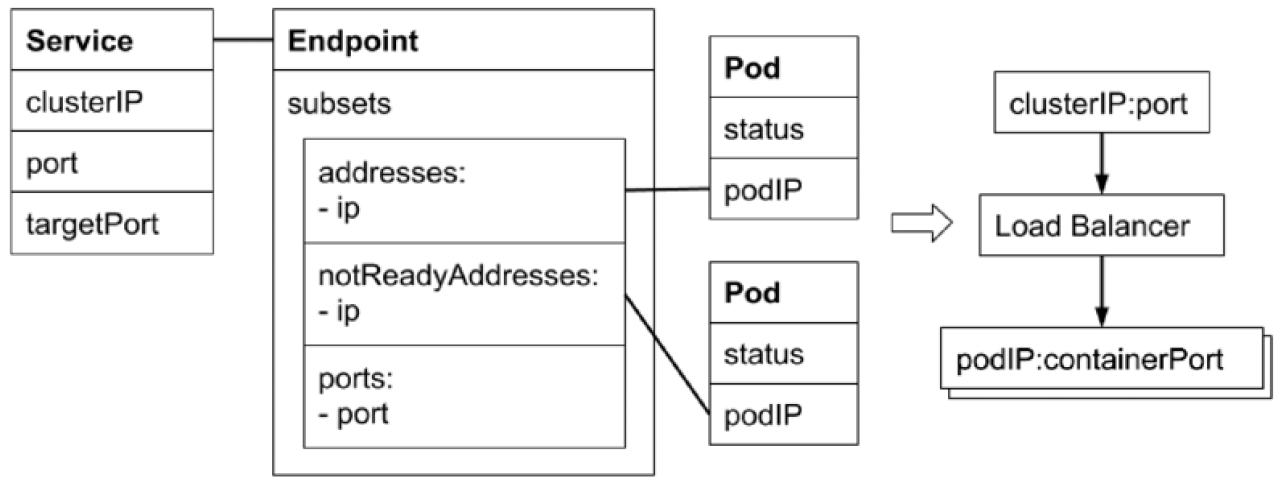 Service
clusterIP
port
targetPort
Endpoint
subsets
addresses:
- ip
notReadyAddresses:
- ip
ports:
- port
Pod
status
podIP
Pod
status
podIP
clusterIP:port
Load Balancer
podIP:containerPort